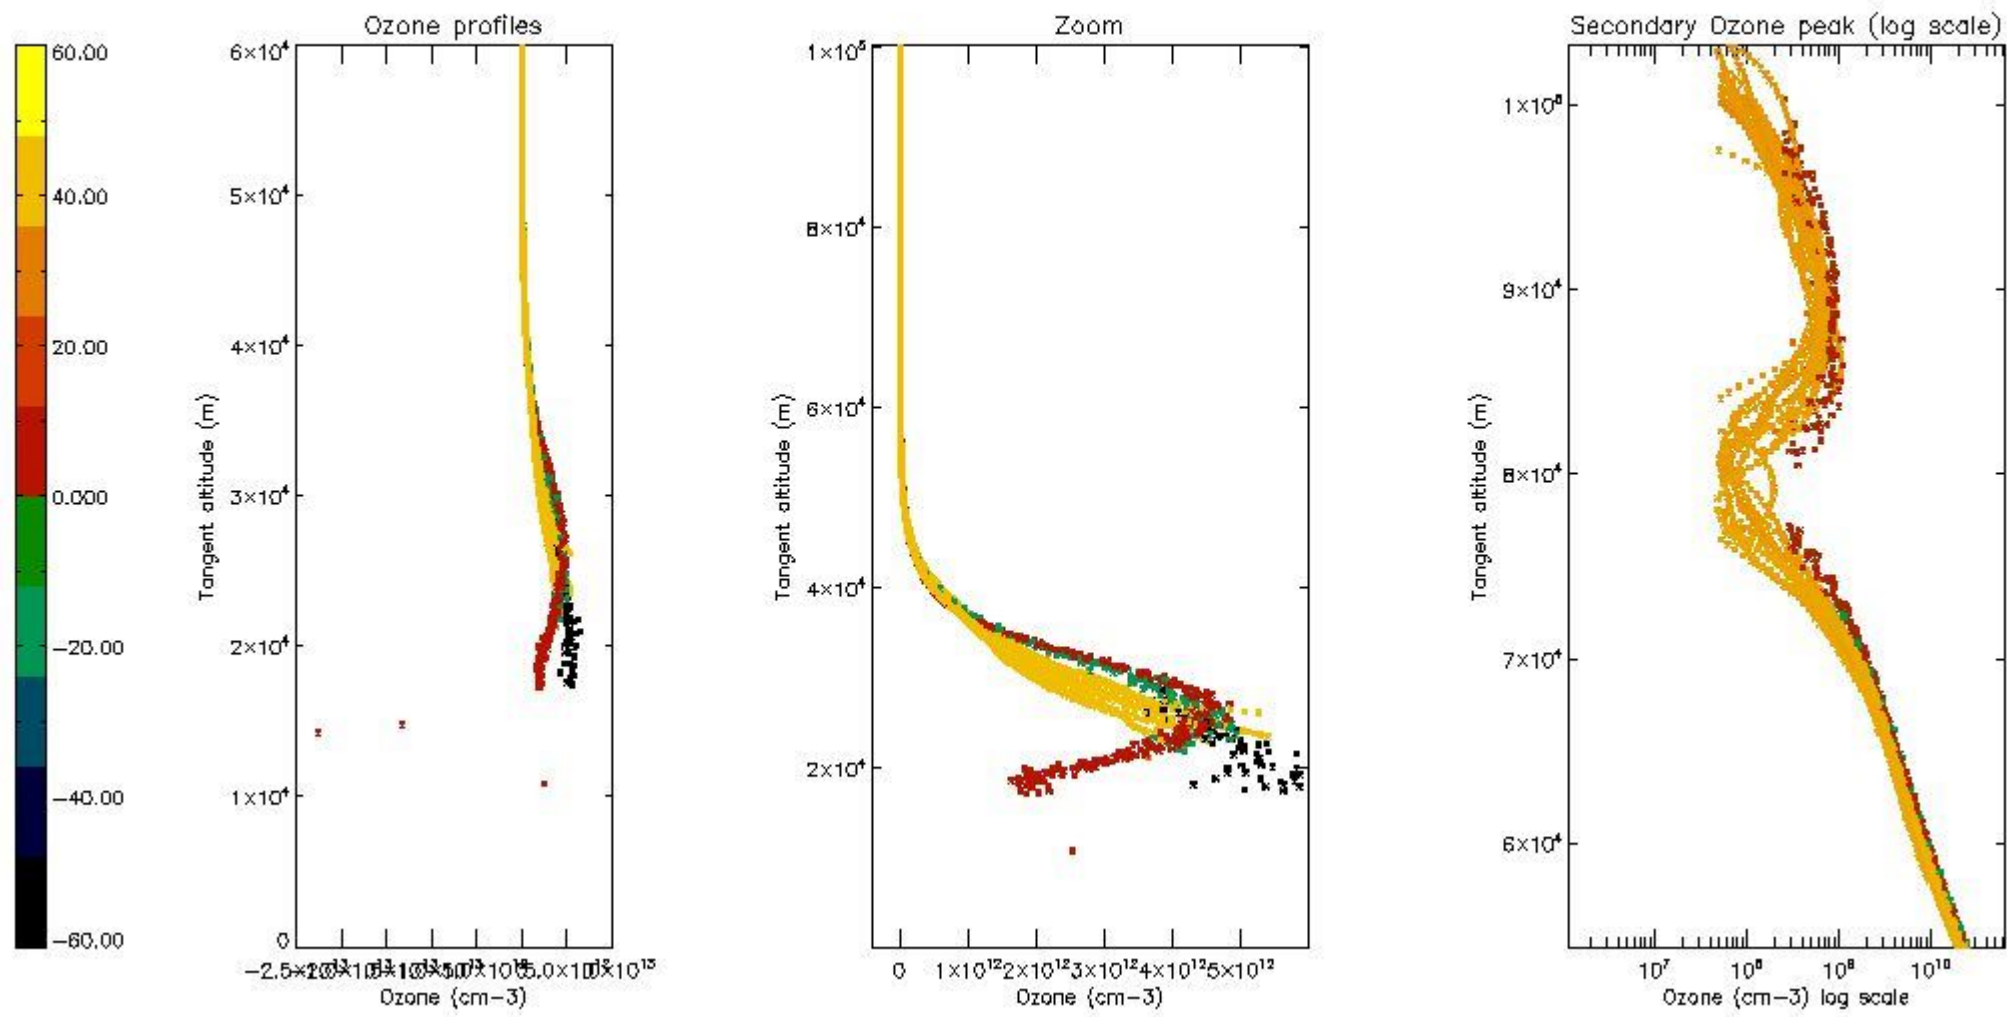 Ozone profiles
Zoom
Secondary Ozone peak (log scale)
60.00
40.00
20.00
0.000
−20.00
−40.00
−60.00
6×10⁴
5×10⁴
4×10⁴
3×10⁴
2×10⁴
1×10⁴
0
Tangent altitude (m)
Ozone (cm−3)
1×10⁵
8×10⁴
6×10⁴
4×10⁴
2×10⁴
Tangent altitude (m)
0 1×10¹² 2×10¹² 3×10¹² 4×10¹² 5×10¹²
Ozone (cm−3)
9×10⁴
8×10⁴
7×10⁴
6×10⁴
Tangent altitude (m)
10⁷ 10⁸ 10⁹ 10¹⁰
Ozone (cm−3) log scale